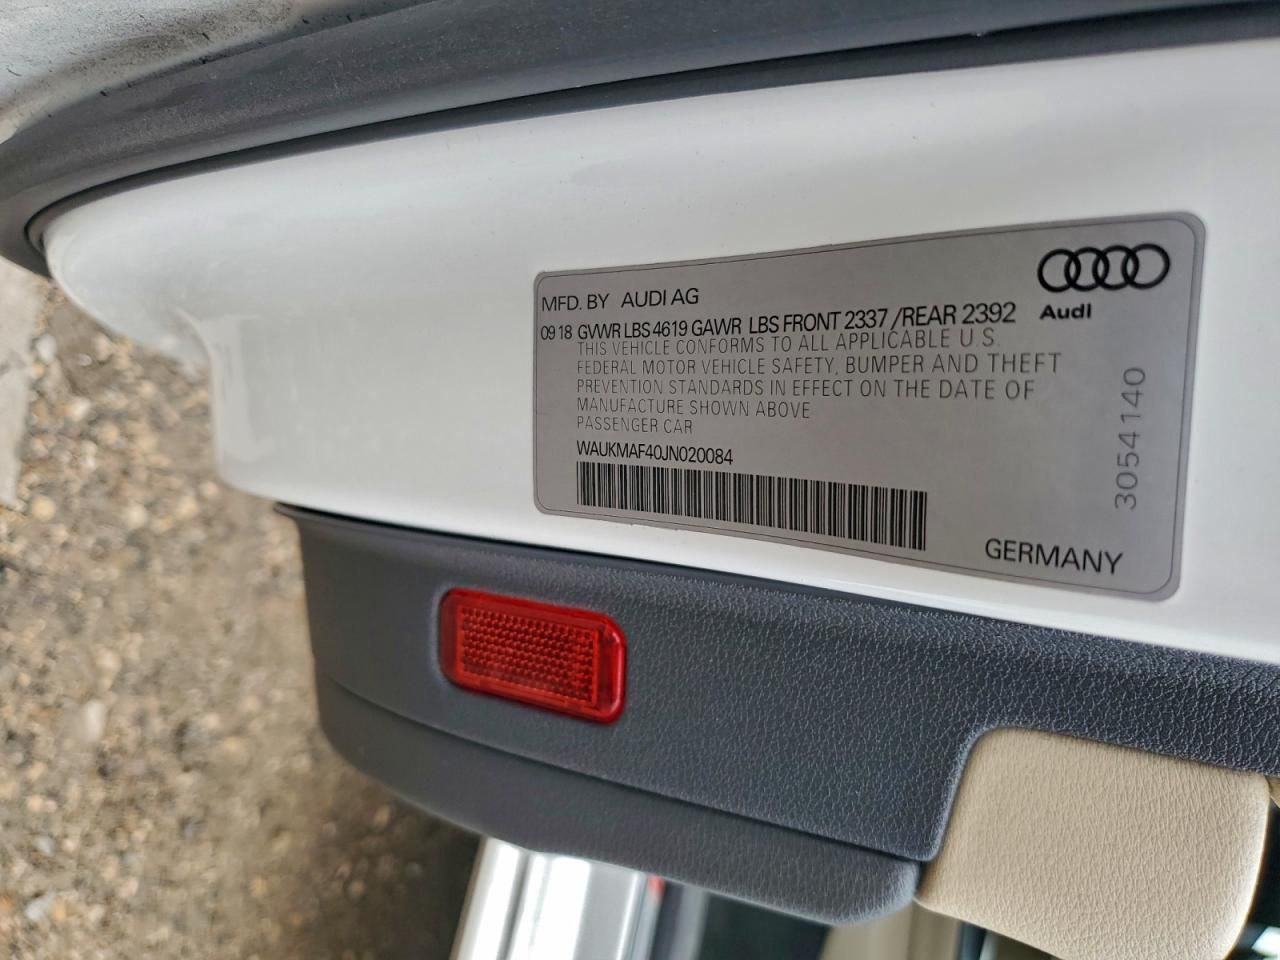 MFD. BY AUDI AG
09 18 GVWR LBS 4619 GAWR LBS FRONT 2337 / REAR 2392
THIS VEHICLE CONFORMS TO ALL APPLICABLE U.S.
FEDERAL MOTOR VEHICLE SAFETY, BUMPER AND THEFT
PREVENTION STANDARDS IN EFFECT ON THE DATE OF
MANUFACTURE SHOWN ABOVE
PASSENGER CAR
WAUKMAF40JN020084
Audi
3054140
GERMANY